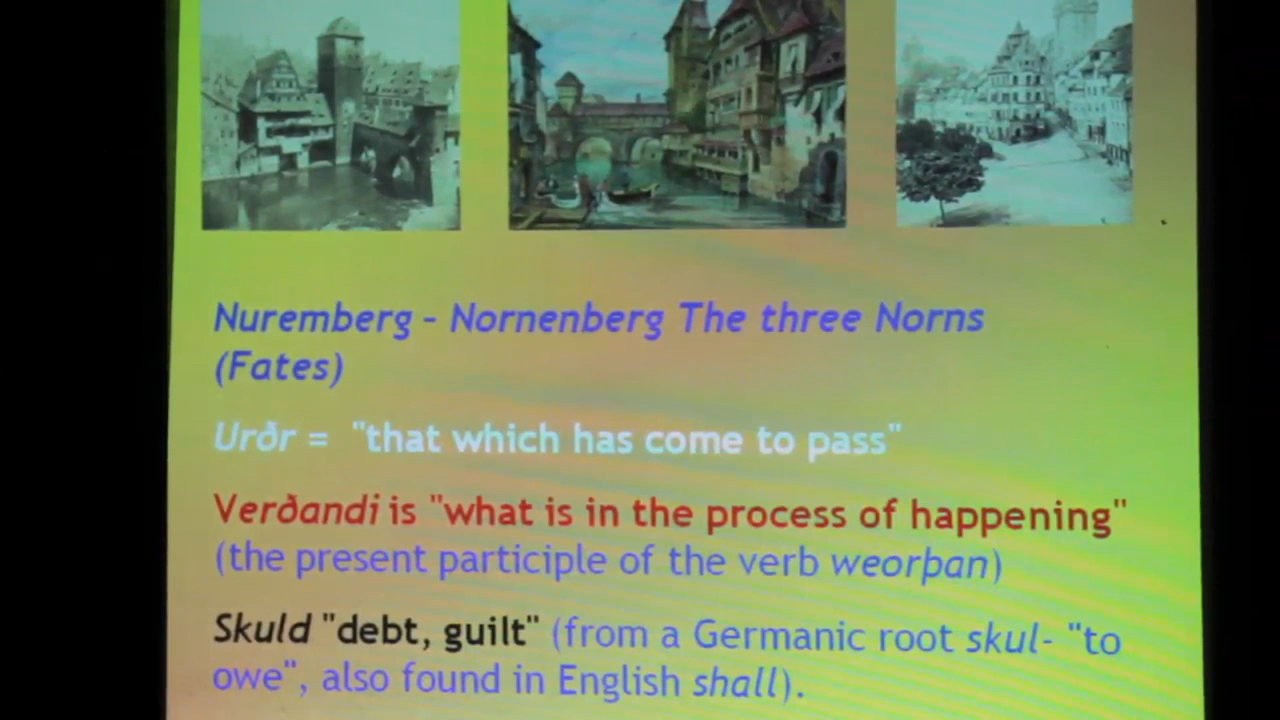 Nuremberg – Nornenberg The three Norns
(Fates)
Urðr = "that which has come to pass"
Verðandi is "what is in the process of happening"
(the present participle of the verb weorþan)
Skuld "debt, guilt" (from a Germanic root skul- "to
owe", also found in English shall).